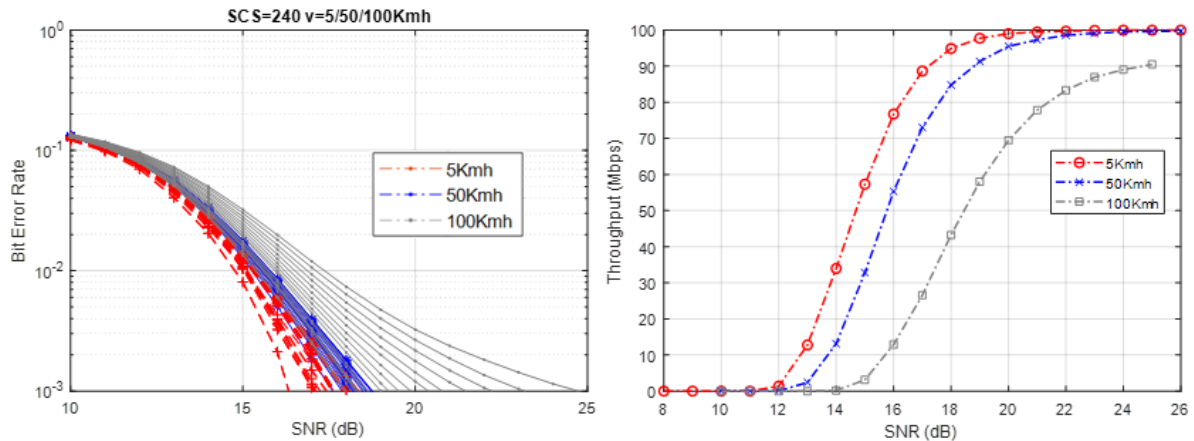 SCS=240 v=5/50/100Kmh
10^0
10^-1
10^-2
10^-3
Bit Error Rate
10
15
20
25
SNR (dB)
5Kmh
50Kmh
100Kmh
100
90
80
70
60
50
40
30
20
10
0
Throughput (Mbps)
8
10
12
14
16
18
20
22
24
26
SNR (dB)
5Kmh
50Kmh
100Kmh